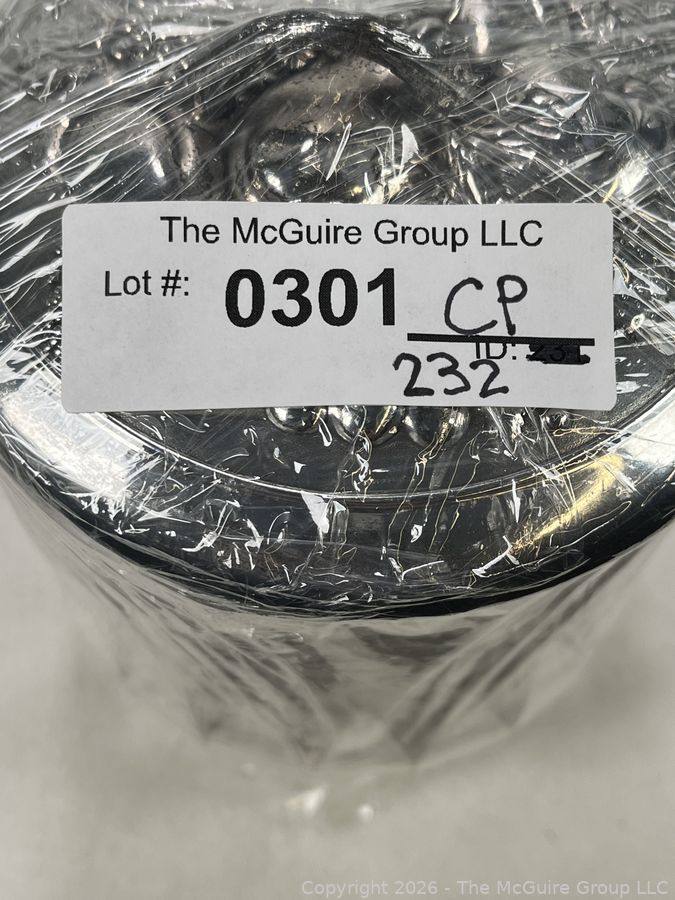 The McGuire Group LLC
Lot #: 0301 CP
ID:
232
Copyright 2026 - The McGuire Group LLC